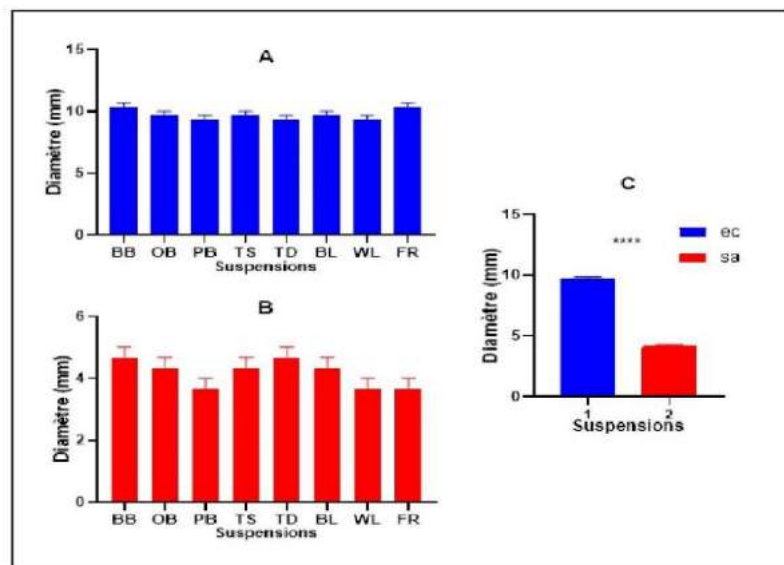 A
Diamètre (mm)
15
10
5
0
BB OB PB TS TD BL WL FR
Suspensions
B
Diamètre (mm)
6
4
2
0
BB OB PB TS TD BL WL FR
Suspensions
C
Diamètre (mm)
15
10
5
0
****
ec
sa
1 2
Suspensions